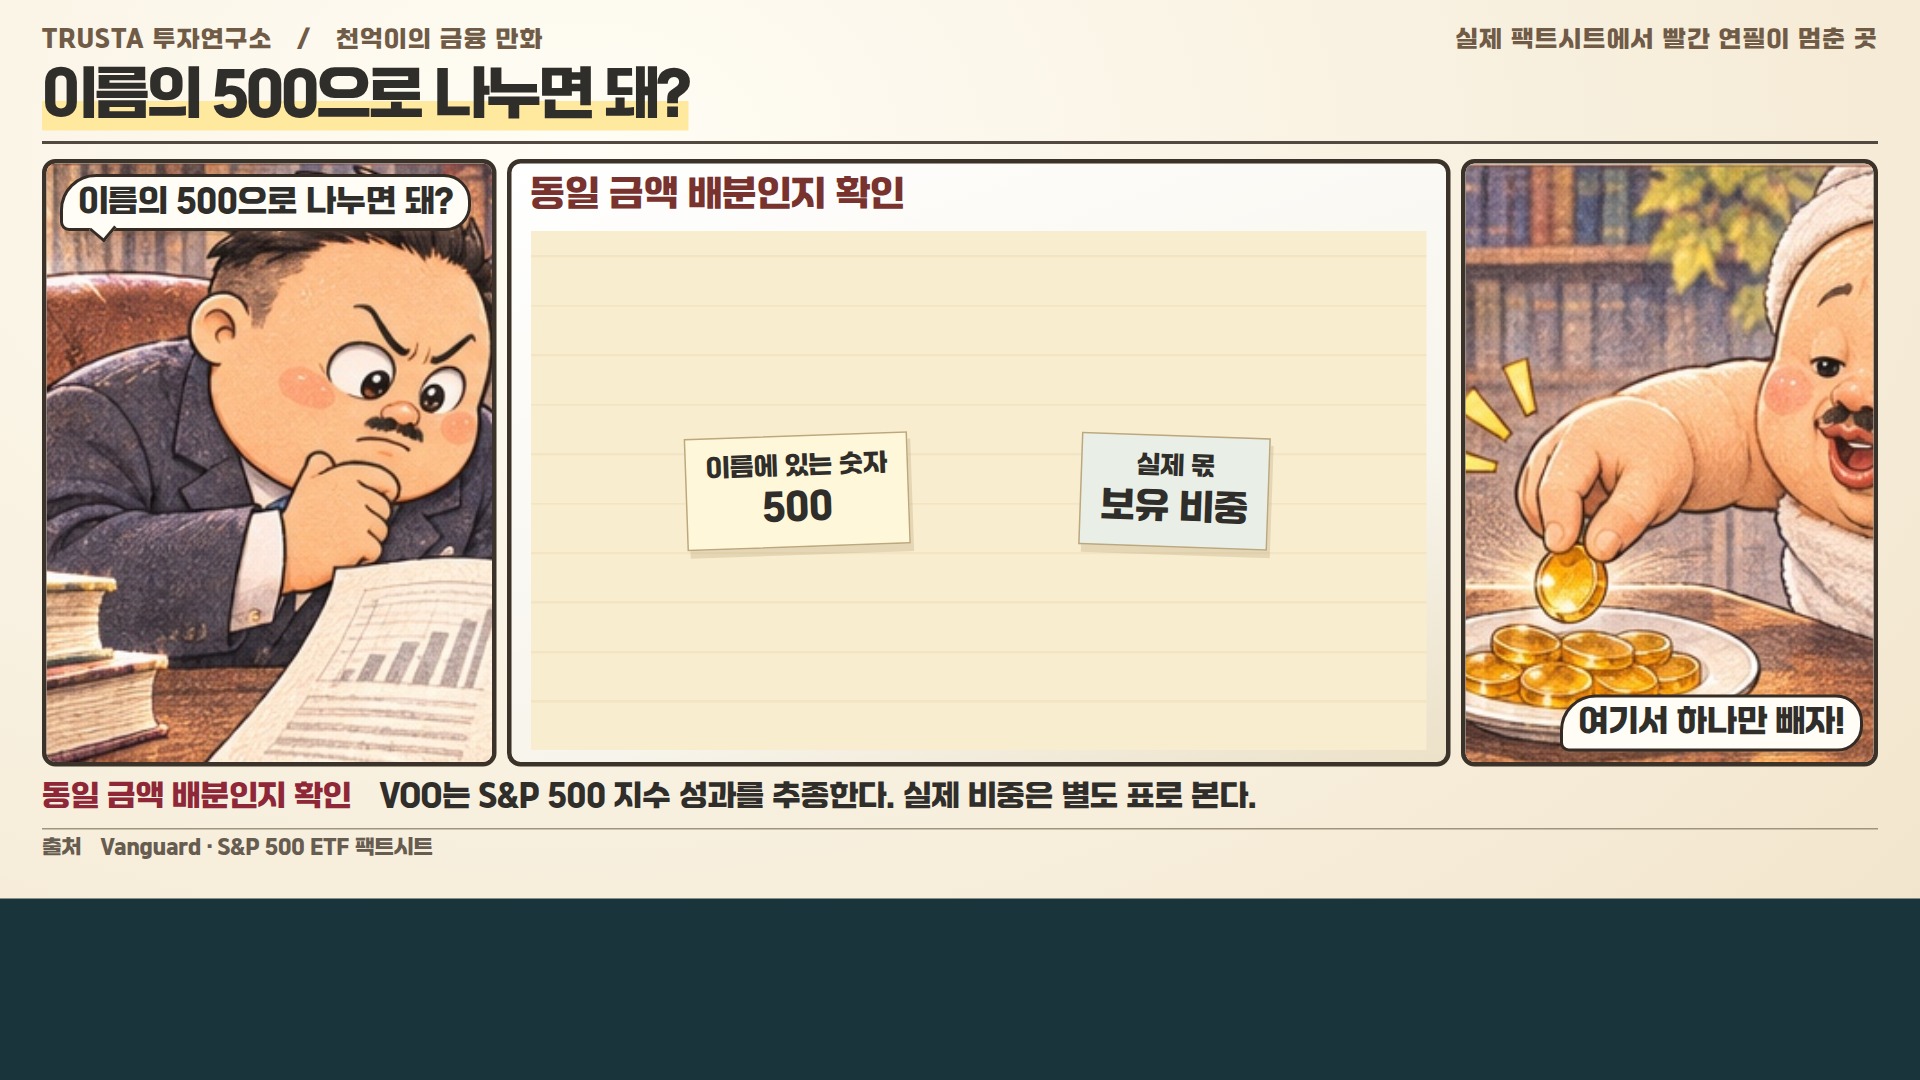 TRUSTA 투자연구소 / 천억이의 금융 만화
실제 팩트시트에서 빨간 연필이 멈춘 곳
이름의 500으로 나누면 돼?
이름의 500으로 나누면 돼?
동일 금액 배분인지 확인
이름에 있는 숫자
500
실제 몫
보유 비중
여기서 하나만 빼자!
동일 금액 배분인지 확인 VOO는 S&P 500 지수 성과를 추종한다. 실제 비중은 별도 표로 본다.
출처 Vanguard · S&P 500 ETF 팩트시트